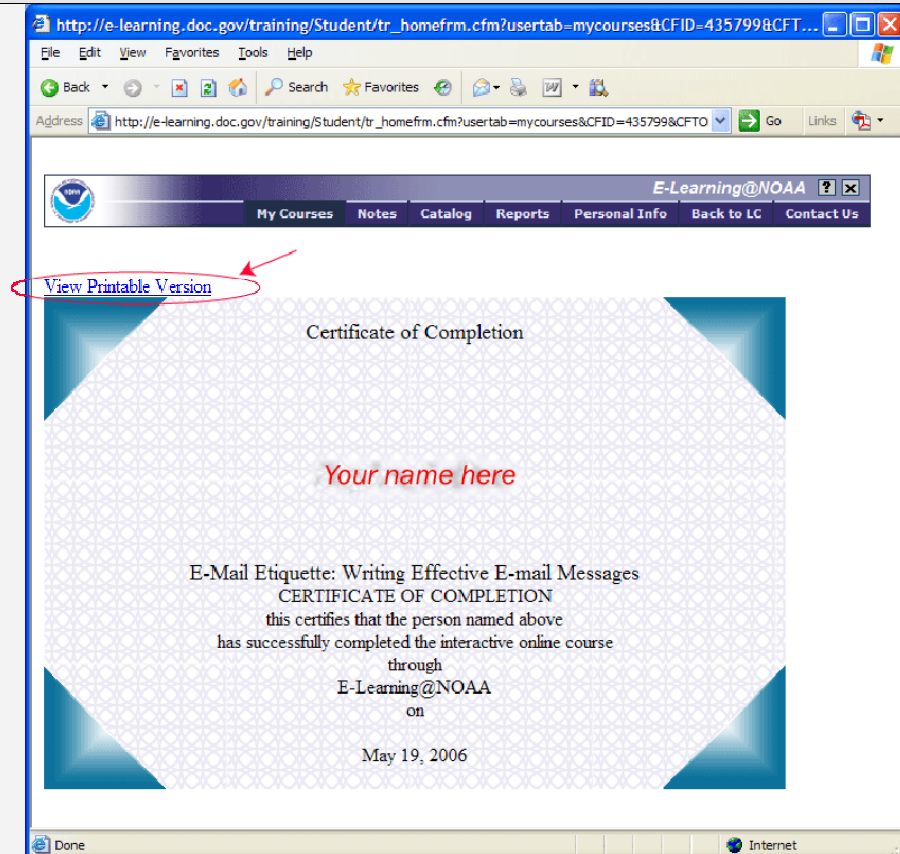 http://e-learning.doc.gov/training/Student/tr_homefrm.cfm?usertab=mycourses&CFID=435799&CFT...
File Edit View Favorites Tools Help
Back Search Favorites
Address http://e-learning.doc.gov/training/Student/tr_homefrm.cfm?usertab=mycourses&CFID=435799&CFTO Go Links
NOAA E-Learning@NOAA ? X
My Courses Notes Catalog Reports Personal Info Back to LC Contact Us
View Printable Version
Certificate of Completion
Your name here
E-Mail Etiquette: Writing Effective E-mail Messages
CERTIFICATE OF COMPLETION
this certifies that the person named above
has successfully completed the interactive online course
through
E-Learning@NOAA
on
May 19, 2006
Done Internet